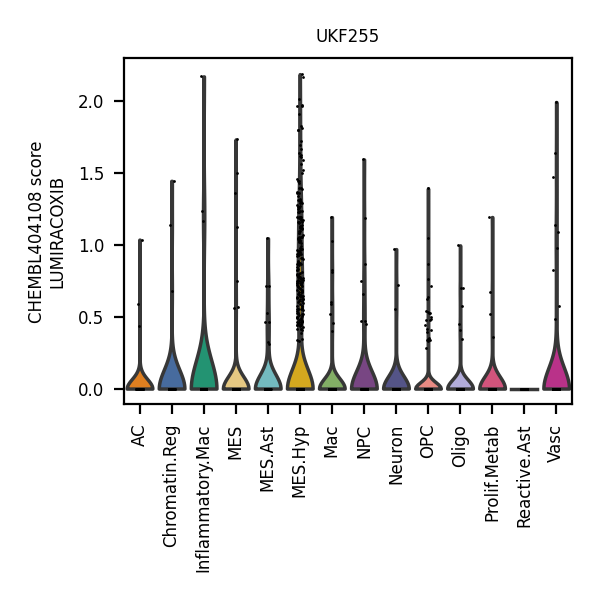 UKF255
CHEMBL404108 score
LUMIRACOXIB
2.0
1.5
1.0
0.5
0.0
AC
Chromatin.Reg
Inflammatory.Mac
MES
MES.Ast
MES.Hyp
Mac
NPC
Neuron
OPC
Oligo
Prolif.Metab
Reactive.Ast
Vasc